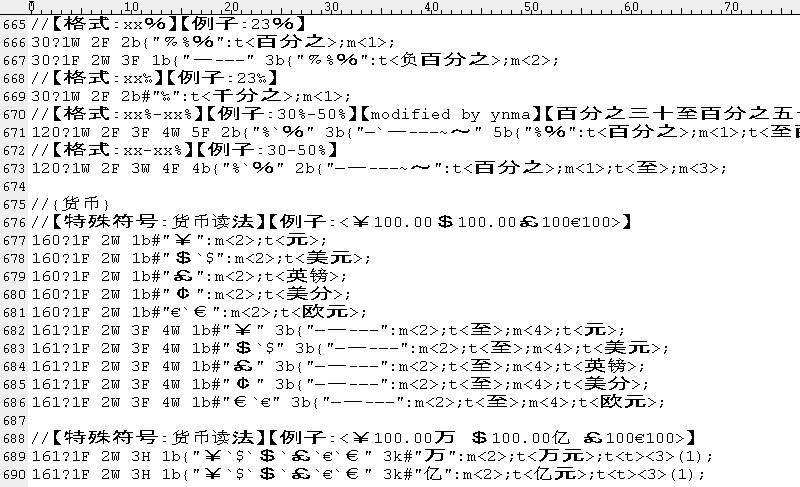 0 10 20 30 40 50 60 70
665 //【格式:xx%】【例子:23%】
666 30?1W 2F 2b{"%﹪%":t<百分之>;m<1>;
667 30?1F 2W 3F 1b{"—–---" 3b{"%﹪%":t<负百分之>;m<2>;
668 //【格式:xx‰】【例子:23‰】
669 30?1W 2F 2b#"‰":t<千分之>;m<1>;
670 //【格式:xx%-xx%】【例子:30%-50%】【modified by ynma】【百分之三十至百分之五十
671 120?1W 2F 3F 4W 5F 2b{"%`%" 3b{"—`—–---~～" 5b{"%%":t<百分之>;m<1>;t<至百
672 //【格式:xx-xx%】【例子:30-50%】
673 120?1W 2F 3W 4F 4b{"%`%" 2b{"—–---~～":t<百分之>;m<1>;t<至>;m<3>;
674
675 //{货币}
676 //【特殊符号:货币读法】【例子:<￥100.00＄100.00￡100€100>】
677 160?1F 2W 1b#"￥":m<2>;t<元>;
678 160?1F 2W 1b#"＄`$":m<2>;t<美元>;
679 160?1F 2W 1b#"￡":m<2>;t<英镑>;
680 160?1F 2W 1b#"￠":m<2>;t<美分>;
681 160?1F 2W 1b#"€`€":m<2>;t<欧元>;
682 161?1F 2W 3F 4W 1b#"￥" 3b{"—–---":m<2>;t<至>;m<4>;t<元>;
683 161?1F 2W 3F 4W 1b#"＄`$" 3b{"—–---":m<2>;t<至>;m<4>;t<美元>;
684 161?1F 2W 3F 4W 1b#"￡" 3b{"—–---":m<2>;t<至>;m<4>;t<英镑>;
685 161?1F 2W 3F 4W 1b#"￠" 3b{"—–---":m<2>;t<至>;m<4>;t<美分>;
686 161?1F 2W 3F 4W 1b#"€`€" 3b{"—–---":m<2>;t<至>;m<4>;t<欧元>;
687
688 //【特殊符号:货币读法】【例子:<￥100.00万 ＄100.00亿 ￡100€100>】
689 161?1F 2W 3H 1b{"￥`$`＄`￡`€`€" 3k#"万":m<2>;t<万元>;t<t><3>(1);
690 161?1F 2W 3H 1b{"￥`$`＄`￡`€`€" 3k#"亿":m<2>;t<亿元>;t<t><3>(1);